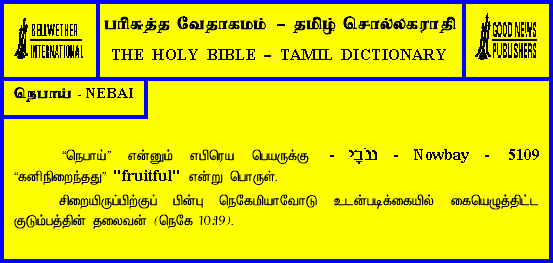 BELLWETHER
INTERNATIONAL
பரிசுத்த வேதாகமம் – தமிழ் சொல்லகராதி
THE HOLY BIBLE – TAMIL DICTIONARY
GOOD NEWS
PUBLISHERS
நெபாய் - NEBAI
“நெபாய்” என்னும் எபிரெய பெயருக்கு - נוֹבָי - Nowbay - 5109
“கனிநிறைந்தது” "fruitful" என்று பொருள்.
சிறையிருப்பிற்குப் பின்பு நெகேமியாவோடு உடன்படிக்கையில் கையெழுத்திட்ட
குடும்பத்தின் தலைவன் (நெகே 10:19).